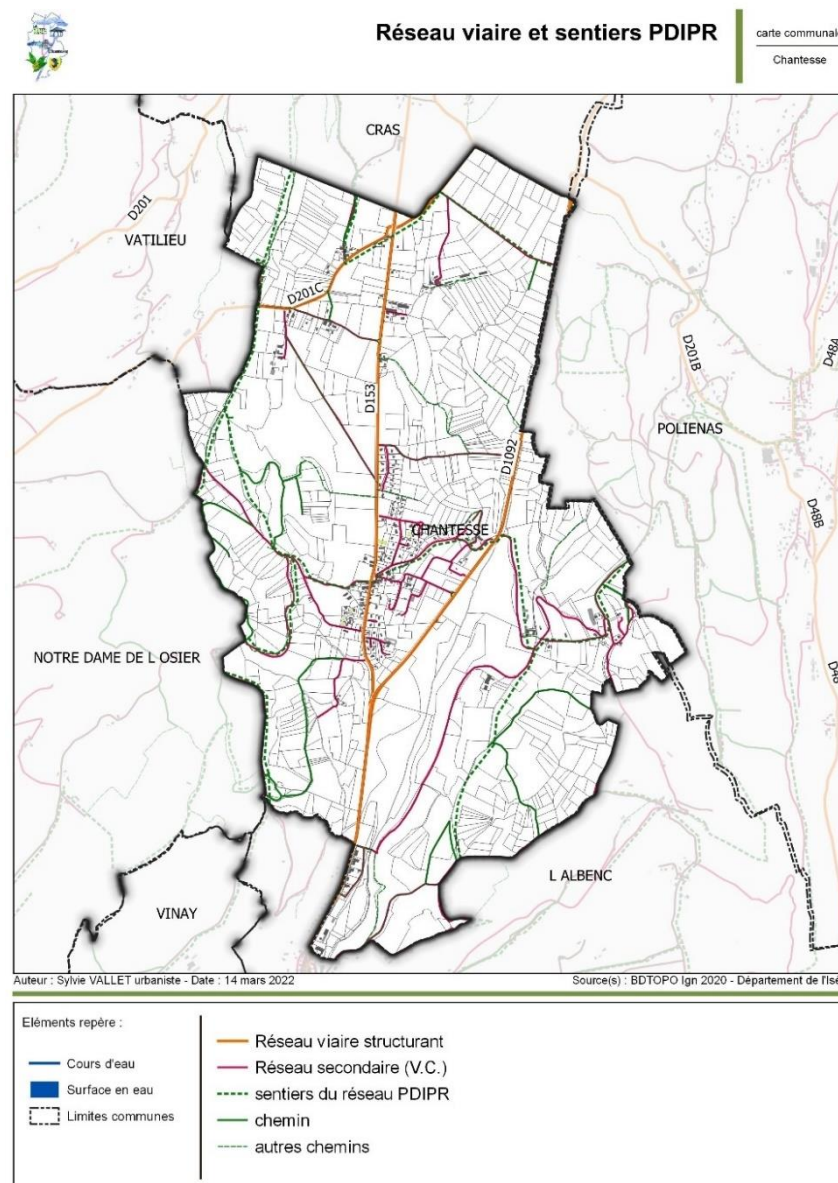 Réseau viaire et sentiers PDIPR
carte communale
Chantesse
CRAS
D201
VATILIEU
D201C
D153
D201B
D48A
POLIENAS
D1092
CHANTESSE
D48B
NOTRE DAME DE L OSIER
D48
L ALBENC
VINAY
Auteur : Sylvie VALLET urbaniste - Date : 14 mars 2022
Source(s) : BDTOPO Ign 2020 - Département de l'Isè
Eléments repère :
Cours d'eau
Surface en eau
Limites communes
Réseau viaire structurant
Réseau secondaire (V.C.)
sentiers du réseau PDIPR
chemin
autres chemins